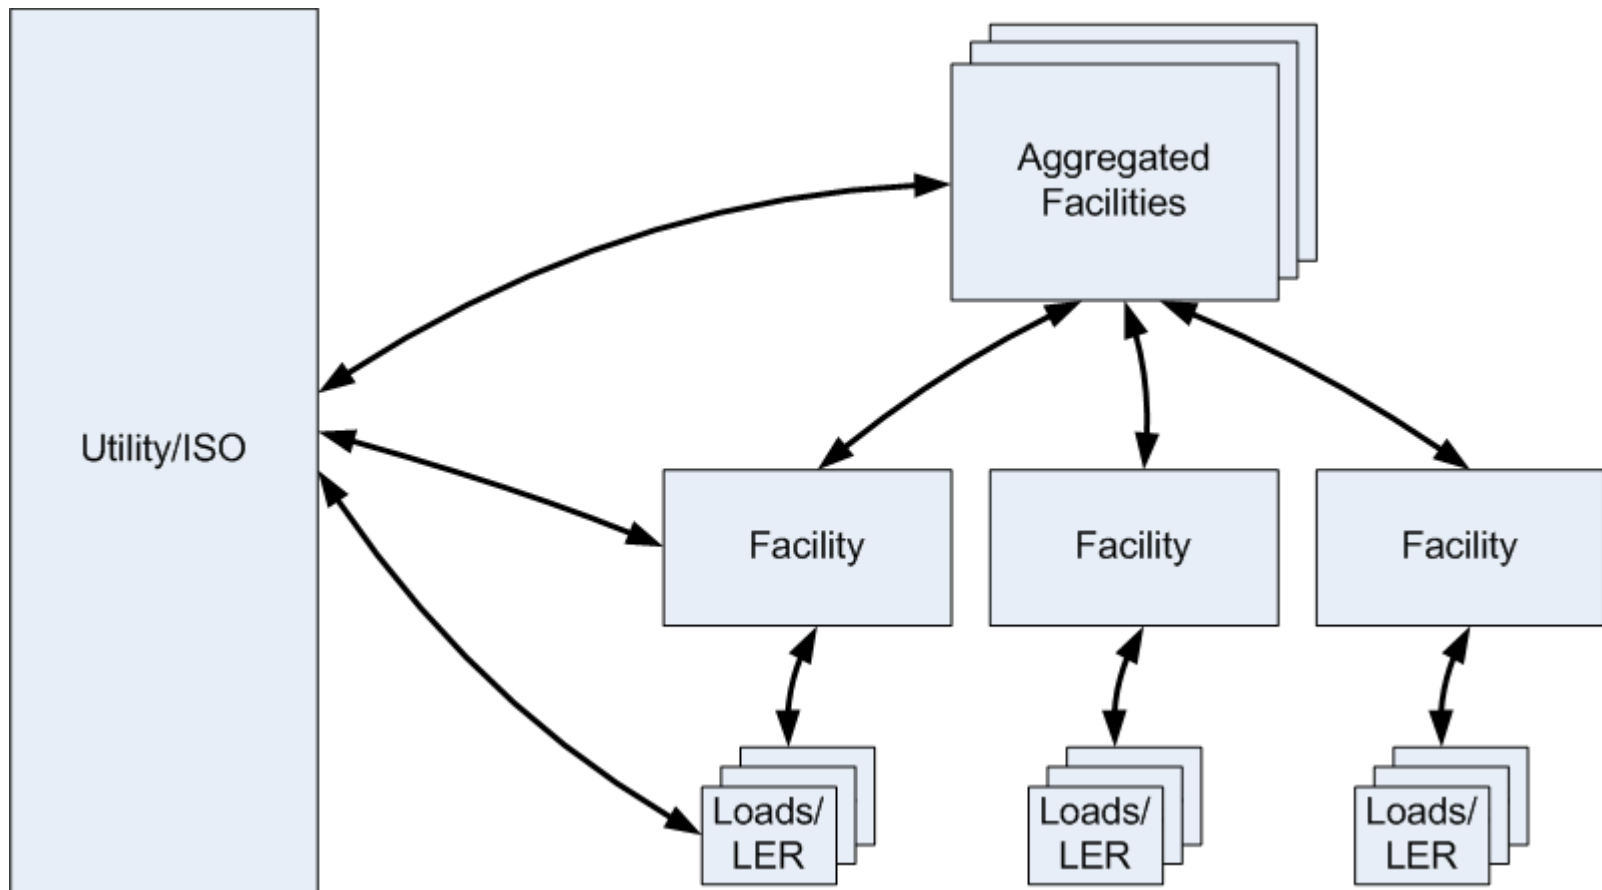 Aggregated
Facilities
Utility/ISO
Facility
Facility
Facility
Loads/
LER
Loads/
LER
Loads/
LER